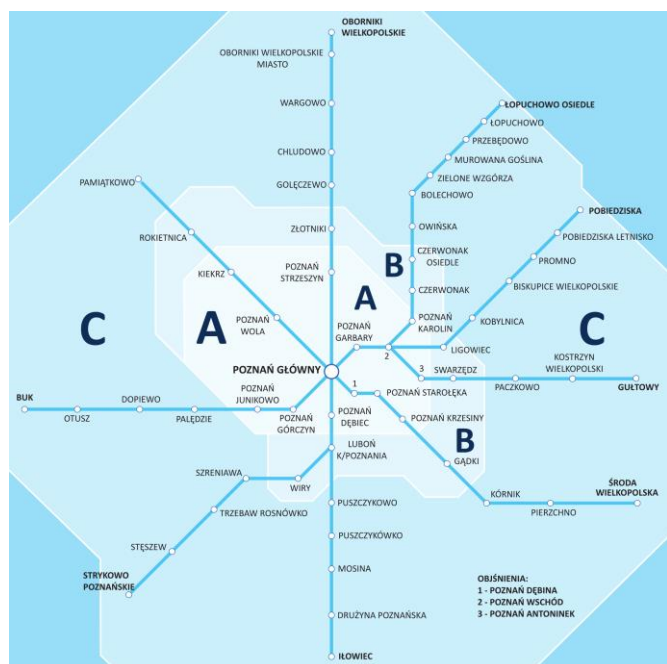 OBORNIKI
WIELKOPOLSKIE
OBORNIKI WIELKOPOLSKIE
MIASTO
WARGOWO
CHLUDOWO
GOLĘCZEWO
ZŁOTNIKI
POZNAŃ
STRZESZYN
ŁOPUCHOWO OSIEDLE
ŁOPUCHOWO
PRZEBĘDOWO
MUROWANA GOŚLINA
ZIELONE WZGÓRZA
BOLECHOWO
OWIŃSKA
CZERWONAK
OSIEDLE
CZERWONAK
POZNAŃ
KAROLIN
PAMIĄTKOWO
ROKIETNICA
KIEKRZ
POZNAŃ
WOLA
POBIEDZISKA
POBIEDZISKA LETNISKO
PROMNO
BISKUPICE WIELKOPOLSKIE
KOBYLNICA
LIGOWIEC
B
A
A
C
C
B
POZNAŃ
GARBARY
2
3
1
POZNAŃ GŁÓWNY
SWARZĘDZ
PACZKOWO
KOSTRZYN
WIELKOPOLSKI
GUŁTOWY
BUK
OTUSZ
DOPIEWO
PALĘDZIE
POZNAŃ
JUNIKOWO
POZNAŃ
GÓRCZYN
POZNAŃ STAROŁĘKA
POZNAŃ
DĘBIEC
POZNAŃ KRZESINY
GĄDKI
KÓRNIK
PIERZCHNO
ŚRODA
WIELKOPOLSKA
LUBOŃ
K/POZNANIA
WIRY
SZRENIAWA
TRZEBAW ROSNÓWKO
STĘSZEW
STRYKOWO
POZNAŃSKIE
PUSZCZYKOWO
PUSZCZYKÓWKO
MOSINA
DRUŻYNA POZNAŃSKA
IŁOWIEC
OBJŚNIENIA:
1 - POZNAŃ DĘBINA
2 - POZNAŃ WSCHÓD
3 - POZNAŃ ANTONINEK